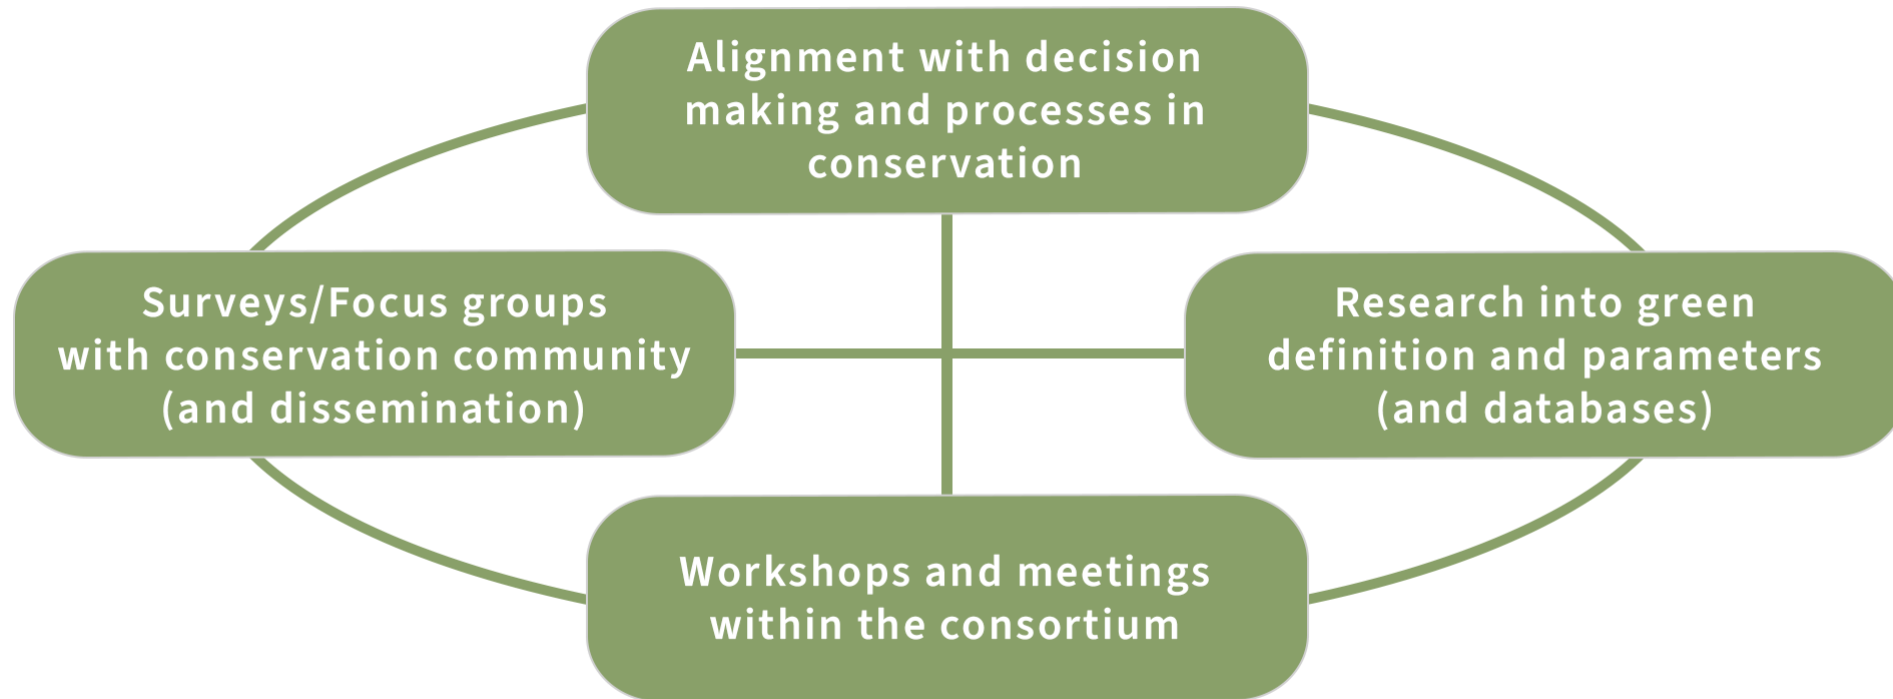 Alignment with decision
making and processes in
conservation
Surveys/Focus groups
with conservation community
(and dissemination)
Research into green
definition and parameters
(and databases)
Workshops and meetings
within the consortium